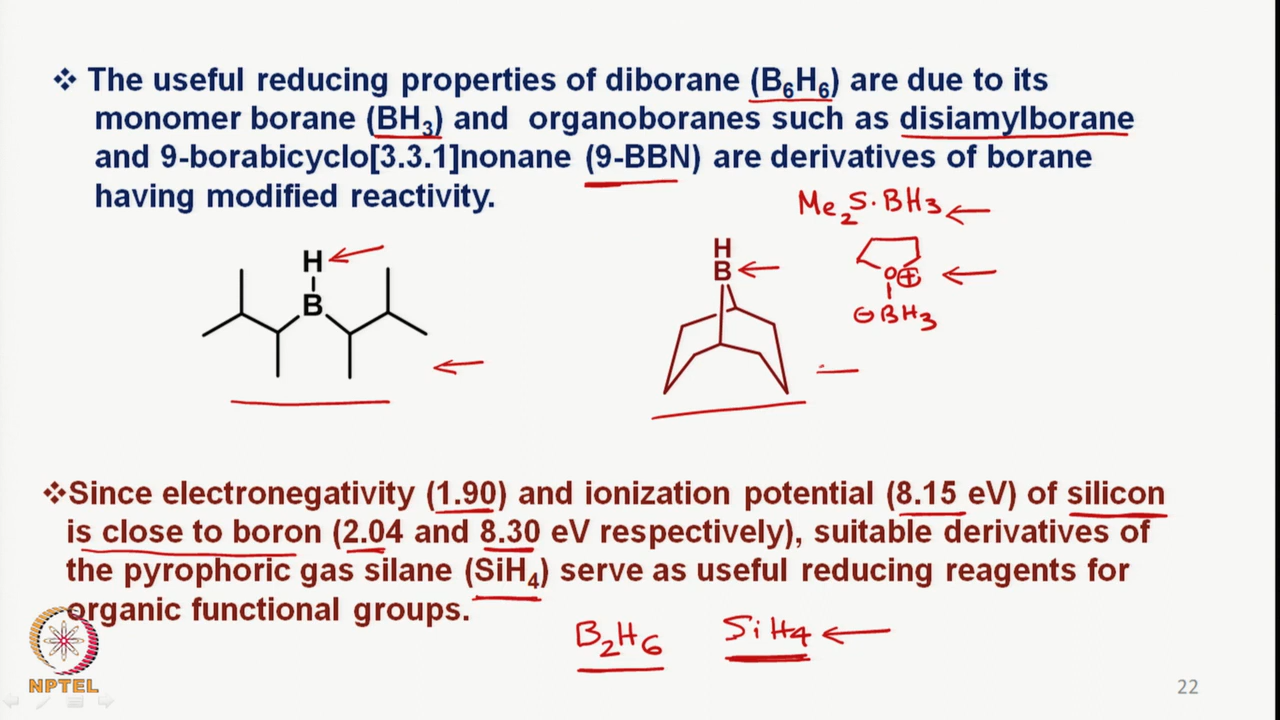 ❖ The useful reducing properties of diborane (B₆H₆) are due to its
monomer borane (BH₃) and organoboranes such as disiamylborane
and 9-borabicyclo[3.3.1]nonane (9-BBN) are derivatives of borane
having modified reactivity.
Me₂S·BH₃
H
B
H
B
O⊕
⊖BH₃
❖Since electronegativity (1.90) and ionization potential (8.15 eV) of silicon
is close to boron (2.04 and 8.30 eV respectively), suitable derivatives of
the pyrophoric gas silane (SiH₄) serve as useful reducing reagents for
organic functional groups.
B₂H₆ SiH₄
NPTEL
22